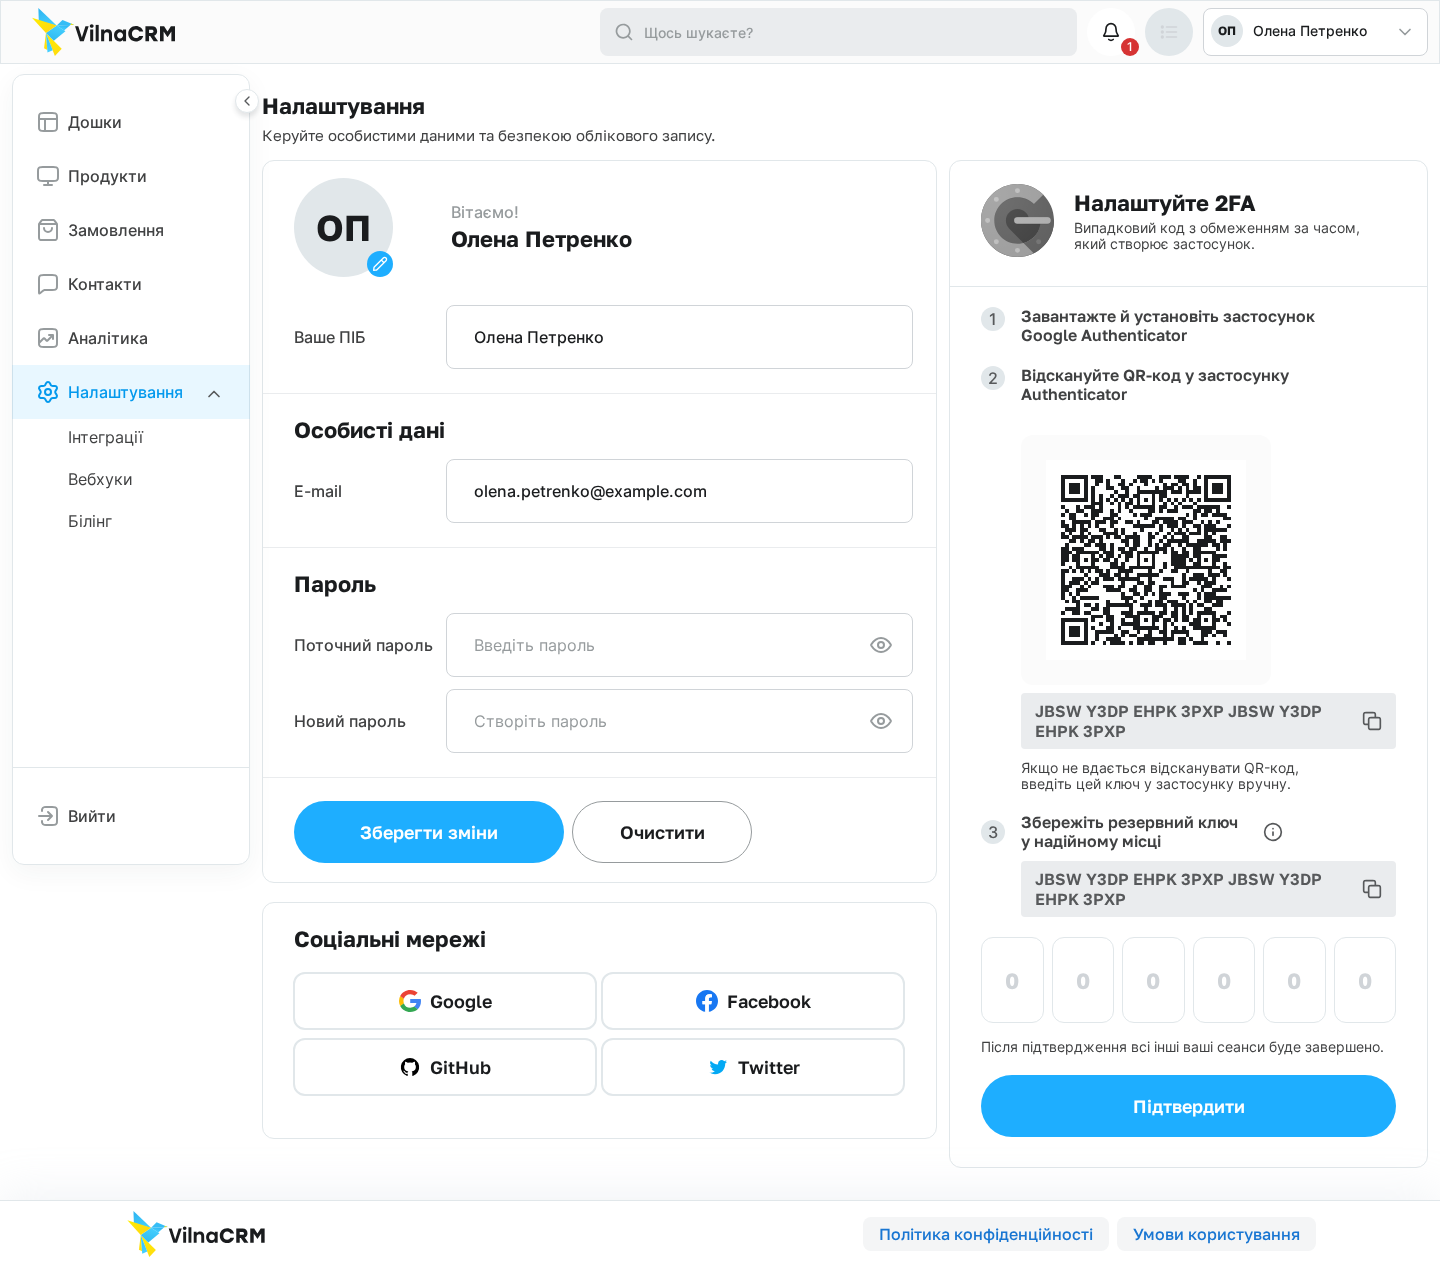 VilnaCRM
Щось шукаєте?
1
ОП
Олена Петренко
Дошки
Продукти
Замовлення
Контакти
Аналітика
Налаштування
Інтеграції
Вебхуки
Білінг
Вийти
Налаштування
Керуйте особистими даними та безпекою облікового запису.
ОП
Вітаємо!
Олена Петренко
Ваше ПІБ
Олена Петренко
Особисті дані
E-mail
olena.petrenko@example.com
Пароль
Поточний пароль
Введіть пароль
Новий пароль
Створіть пароль
Зберегти зміни
Очистити
Соціальні мережі
Google
Facebook
GitHub
Twitter
Налаштуйте 2FA
Випадковий код з обмеженням за часом,
який створює застосунок.
1
Завантажте й установіть застосунок
Google Authenticator
2
Відскануйте QR-код у застосунку
Authenticator
JBSW Y3DP EHPK 3PXP JBSW Y3DP
EHPK 3PXP
Якщо не вдається відсканувати QR-код,
введіть цей ключ у застосунку вручну.
3
Збережіть резервний ключ
у надійному місці
JBSW Y3DP EHPK 3PXP JBSW Y3DP
EHPK 3PXP
0 0 0 0 0 0
Після підтвердження всі інші ваші сеанси буде завершено.
Підтвердити
VilnaCRM
Політика конфіденційності
Умови користування